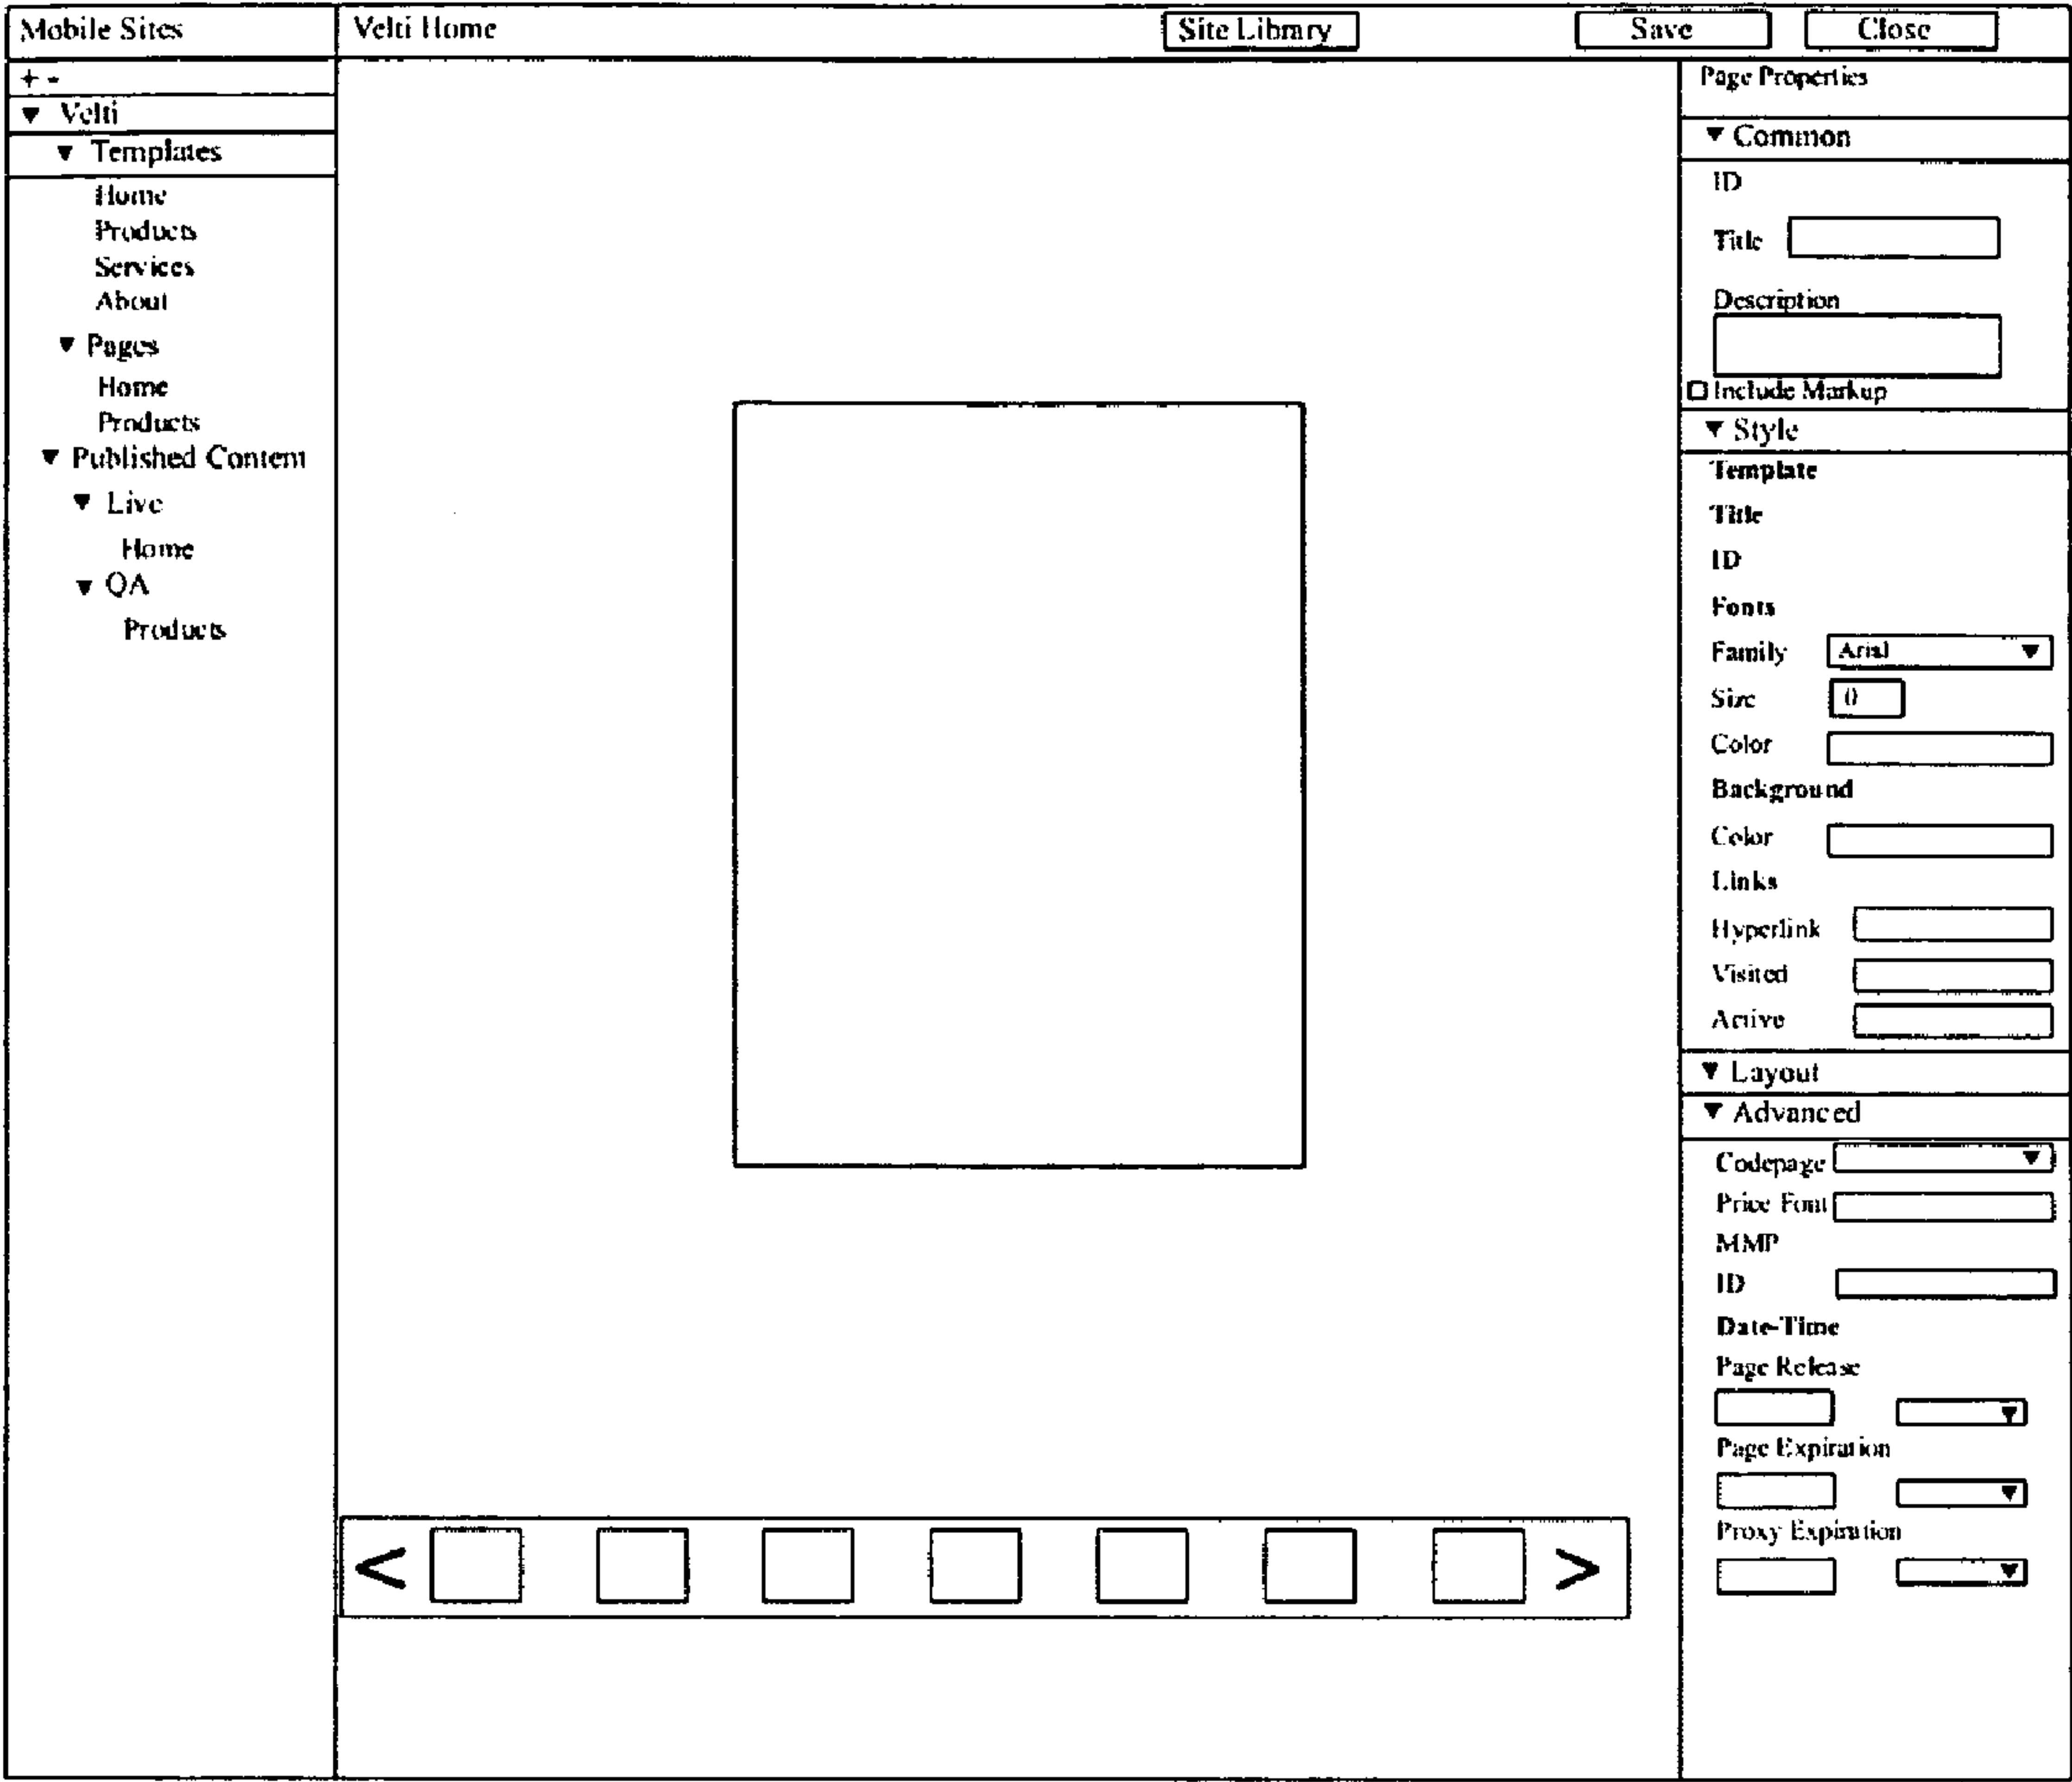 Mobile Sites
Velti Home
Site Library
Save
Close
+ -
▼ Velti
▼ Templates
Home
Products
Services
About
▼ Pages
Home
Products
▼ Published Content
▼ Live
Home
▼ QA
Products
< >
Page Properties
▼ Common
ID
Title
Description
Include Markup
▼ Style
Template
Title
ID
Fonts
Family Arial ▼
Size 0
Color
Background
Color
Links
Hyperlink
Visited
Active
▼ Layout
▼ Advanced
Codepage ▼
Price Font
MMP
ID
Date-Time
Page Release
▼
Page Expiration
▼
Proxy Expiration
▼